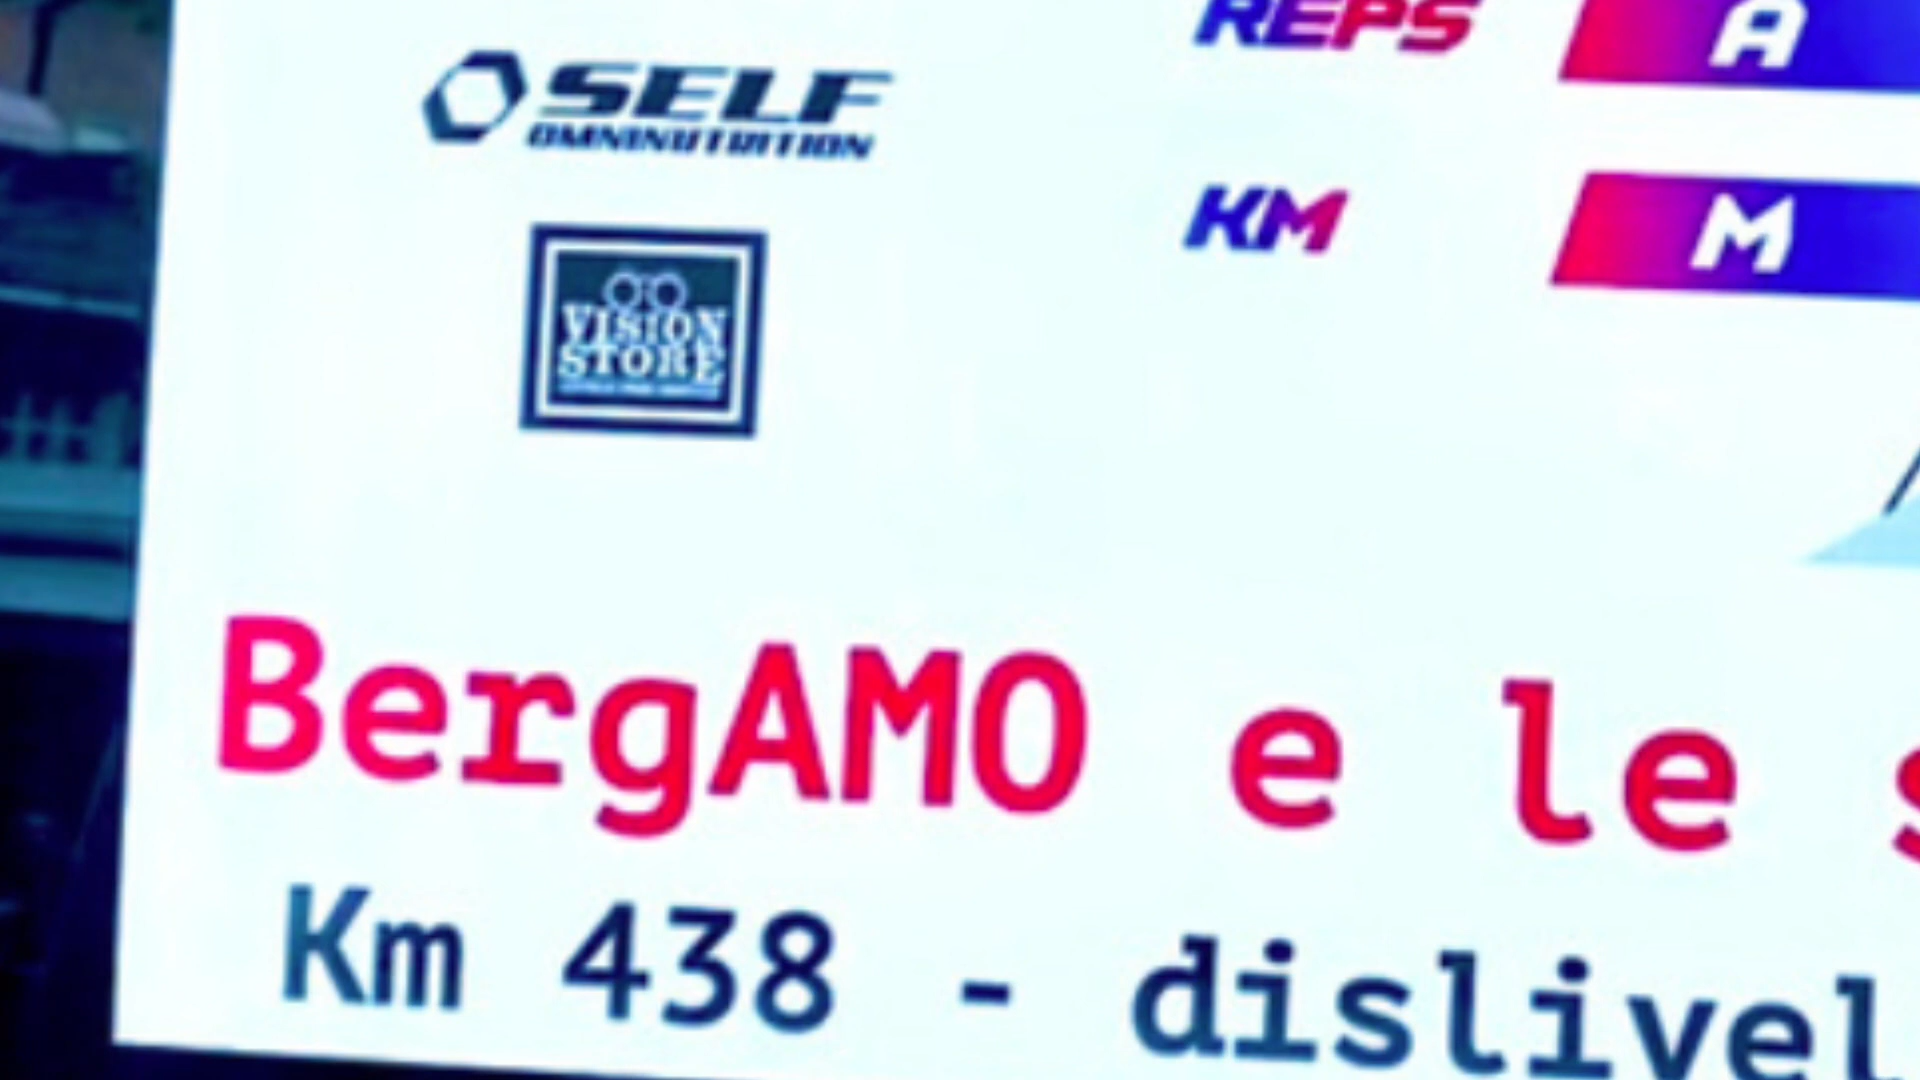 REPS A
SELF
OMNINUTRITION
KM M
VISION
STORE
BergAMO e le s
Km 438 - dislivel